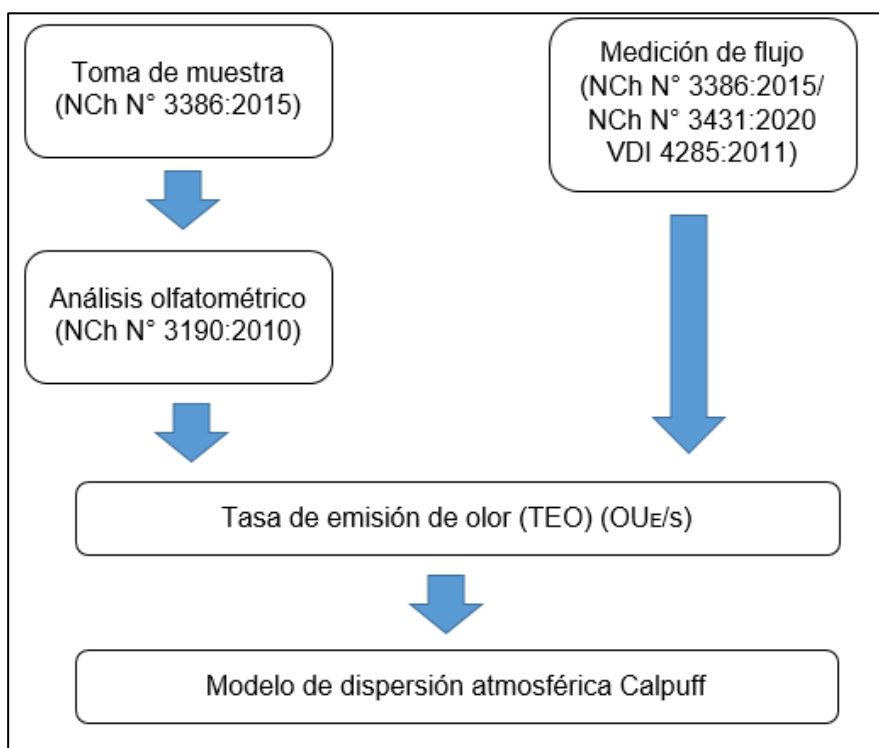 Toma de muestra
(NCh N° 3386:2015)
Medición de flujo
(NCh N° 3386:2015/
NCh N° 3431:2020
VDI 4285:2011)
Análisis olfatométrico
(NCh N° 3190:2010)
Tasa de emisión de olor (TEO) (OUE/s)
Modelo de dispersión atmosférica Calpuff